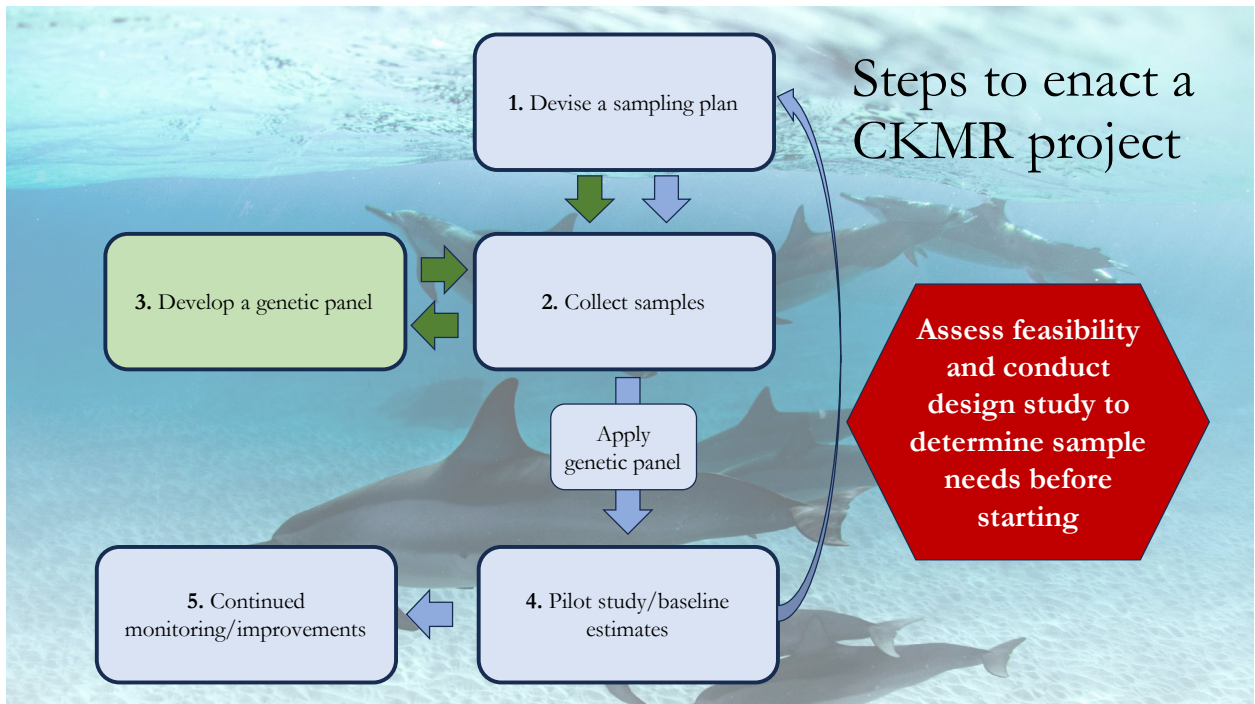 Steps to enact a
CKMR project
1. Devise a sampling plan
3. Develop a genetic panel
2. Collect samples
Assess feasibility
and conduct
design study to
determine sample
needs before
starting
Apply
genetic panel
5. Continued
monitoring/improvements
4. Pilot study/baseline
estimates